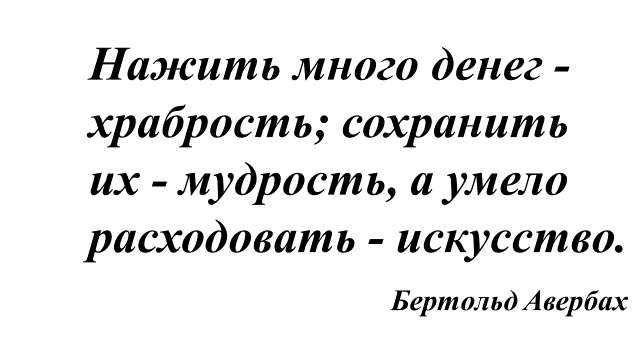 Нажить много денег -
храбрость; сохранить
их - мудрость, а умело
расходовать - искусство.
Бертольд Авербах